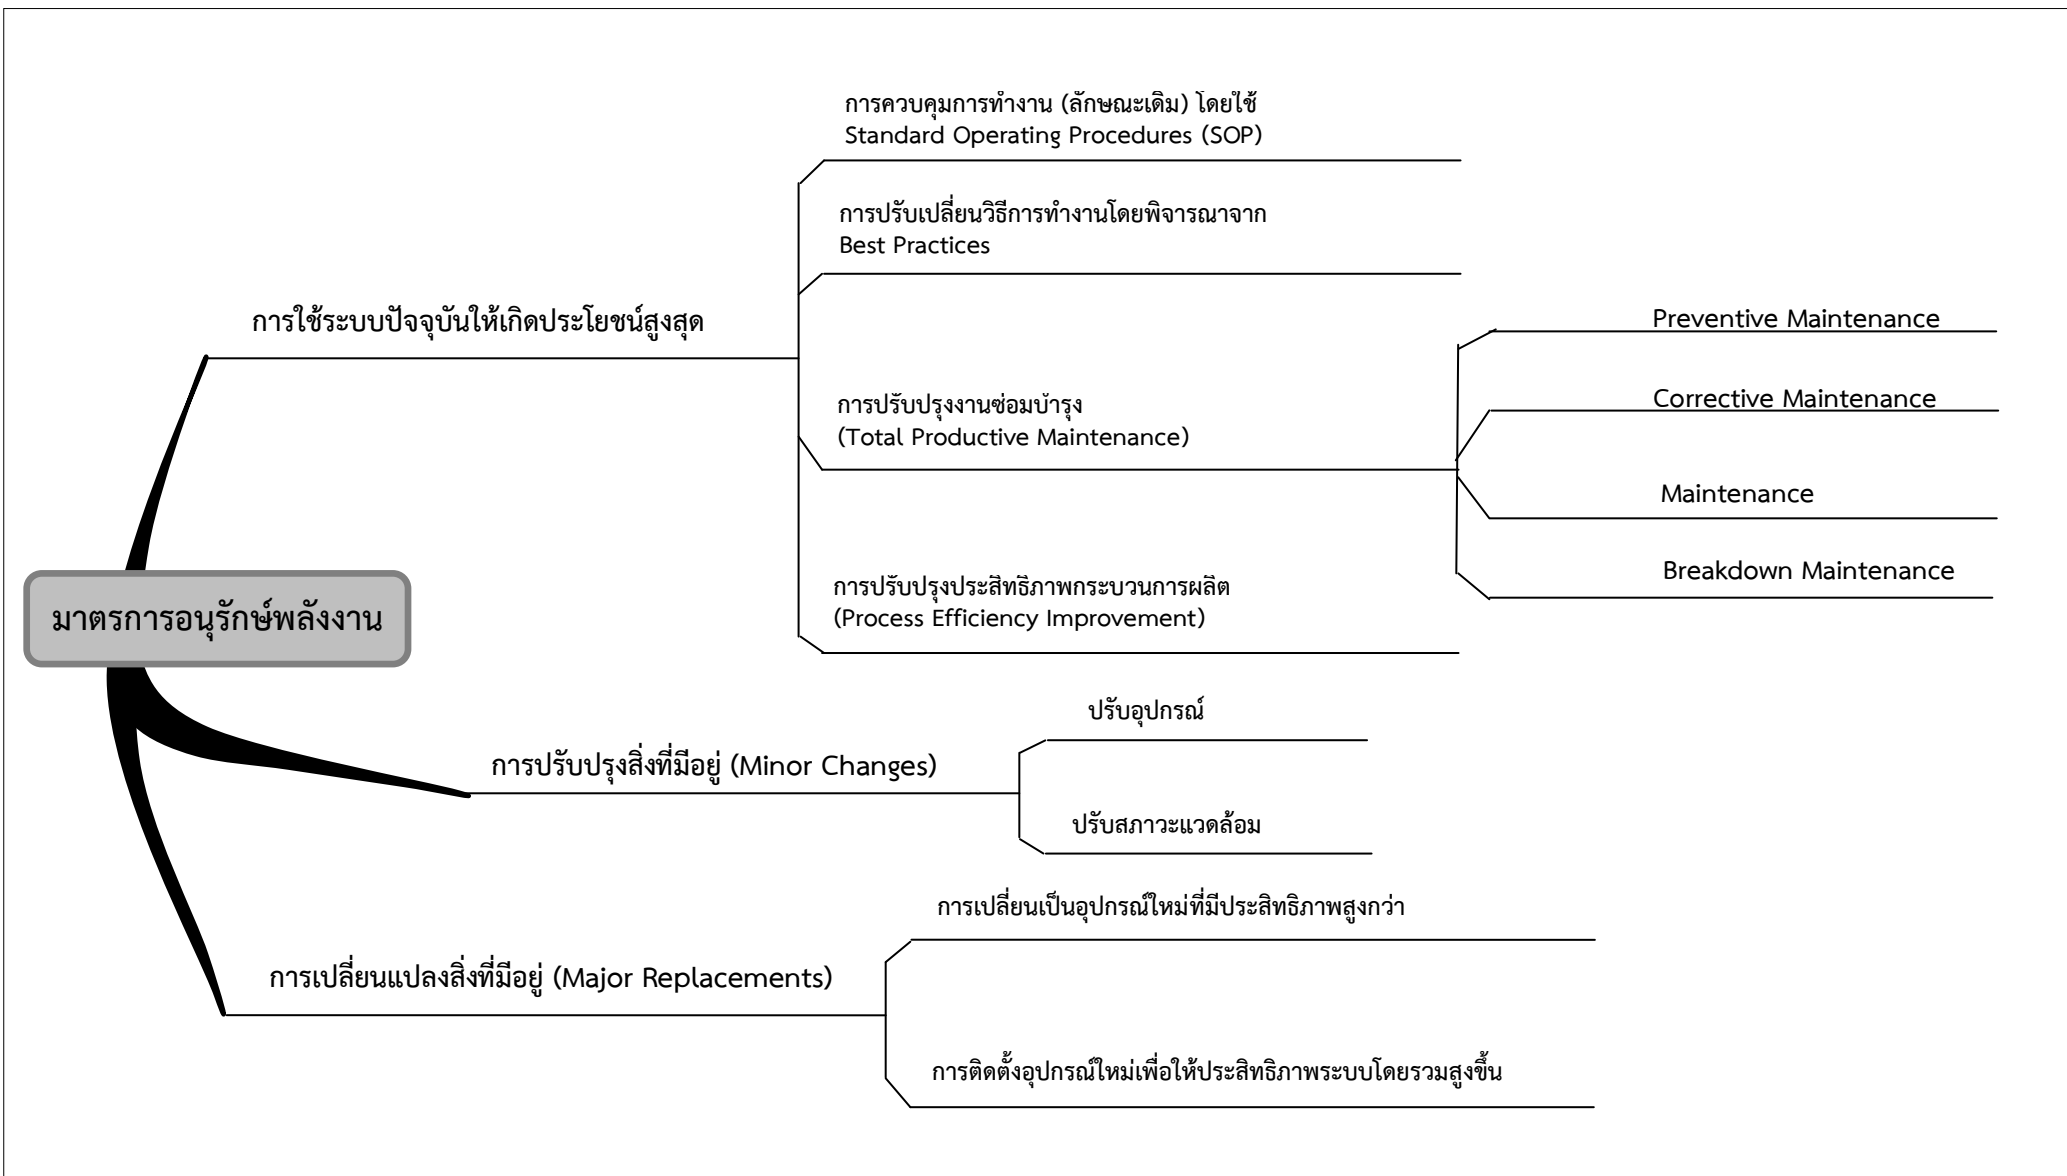 การควบคุมการทำงาน (ลักษณะเดิม) โดยใช้
Standard Operating Procedures (SOP)
การปรับเปลี่ยนวิธีการทำงานโดยพิจารณาจาก
Best Practices
การใช้ระบบปัจจุบันให้เกิดประโยชน์สูงสุด
Preventive Maintenance
การปรับปรุงงานซ่อมบำรุง
(Total Productive Maintenance)
Corrective Maintenance
Maintenance
Breakdown Maintenance
การปรับปรุงประสิทธิภาพกระบวนการผลิต
(Process Efficiency Improvement)
มาตรการอนุรักษ์พลังงาน
ปรับอุปกรณ์
การปรับปรุงสิ่งที่มีอยู่ (Minor Changes)
ปรับสภาวะแวดล้อม
การเปลี่ยนเป็นอุปกรณ์ใหม่ที่มีประสิทธิภาพสูงกว่า
การเปลี่ยนแปลงสิ่งที่มีอยู่ (Major Replacements)
การติดตั้งอุปกรณ์ใหม่เพื่อให้ประสิทธิภาพระบบโดยรวมสูงขึ้น